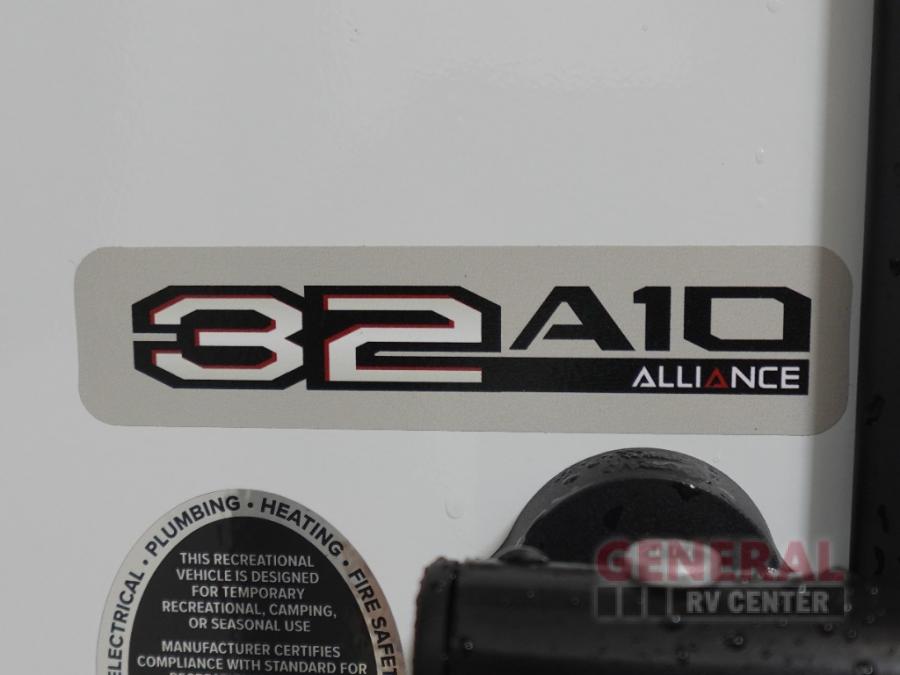 32A10
ALLIANCE
ELECTRICAL • PLUMBING • HEATING • FIRE SAFET
THIS RECREATIONAL
VEHICLE IS DESIGNED
FOR TEMPORARY
RECREATIONAL, CAMPING,
OR SEASONAL USE
MANUFACTURER CERTIFIES
COMPLIANCE WITH STANDARD FOR
GENERAL
RV CENTER